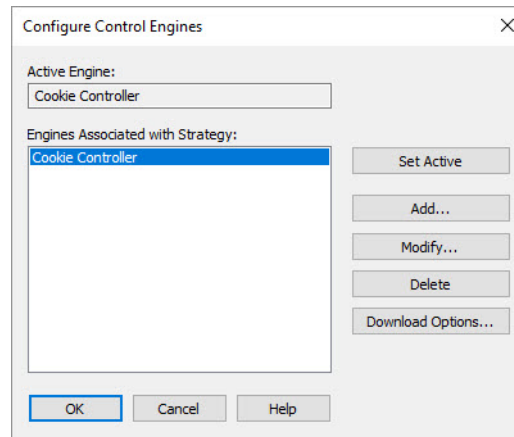 Configure Control Engines
Active Engine:
Cookie Controller
Engines Associated with Strategy:
Cookie Controller
Set Active
Add...
Modify...
Delete
Download Options...
OK
Cancel
Help